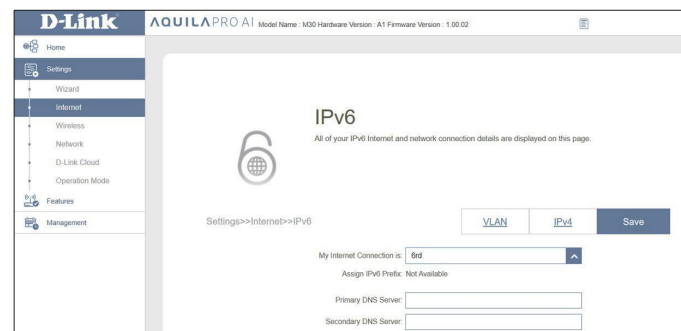 D-Link
AQUILA PRO AI Model Name : M30 Hardware Version : A1 Firmware Version : 1.00.02
Home
Settings
Wizard
Internet
Wireless
Network
D-Link Cloud
Operation Mode
Features
Management
IPv6
All of your IPv6 Internet and network connection details are displayed on this page.
Settings>>Internet>>IPv6
VLAN
IPv4
Save
My Internet Connection is: 6rd
Assign IPv6 Prefix: Not Available
Primary DNS Server:
Secondary DNS Server: